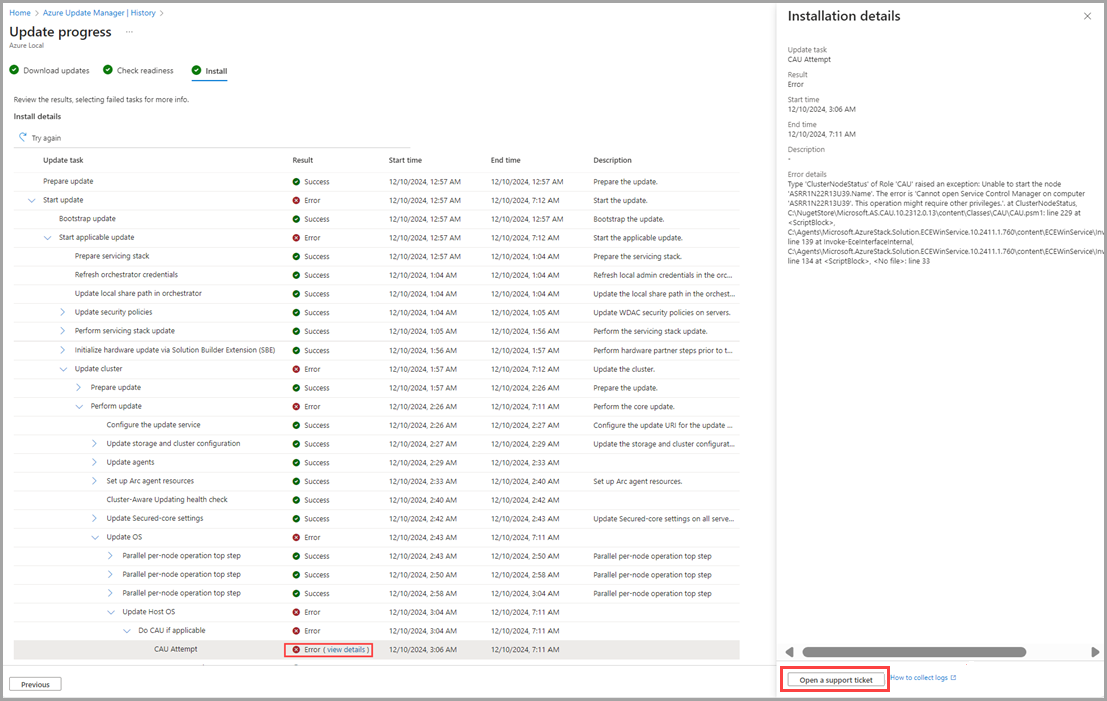 Home > Azure Update Manager | History >
Update progress ...
Azure Local
Download updates Check readiness Install
Review the results, selecting failed tasks for more info.
Install details
Try again
Update task Result Start time End time Description
Prepare update Success 12/10/2024, 12:57 AM 12/10/2024, 12:57 AM Prepare the update.
Start update Error 12/10/2024, 12:57 AM 12/10/2024, 7:12 AM Start the update.
Bootstrap update Success 12/10/2024, 12:57 AM 12/10/2024, 12:57 AM Bootstrap the update.
Start applicable update Error 12/10/2024, 12:57 AM 12/10/2024, 7:12 AM Start the applicable update.
Prepare servicing stack Success 12/10/2024, 12:57 AM 12/10/2024, 1:04 AM Prepare the servicing stack.
Refresh orchestrator credentials Success 12/10/2024, 1:04 AM 12/10/2024, 1:04 AM Refresh local admin credentials in the orc...
Update local share path in orchestrator Success 12/10/2024, 1:04 AM 12/10/2024, 1:04 AM Update the local share path in the orchest...
Update security policies Success 12/10/2024, 1:04 AM 12/10/2024, 1:05 AM Update WDAC security policies on servers.
Perform servicing stack update Success 12/10/2024, 1:05 AM 12/10/2024, 1:56 AM Perform the servicing stack update.
Initialize hardware update via Solution Builder Extension (SBE) Success 12/10/2024, 1:56 AM 12/10/2024, 1:57 AM Perform hardware partner steps prior to t...
Update cluster Error 12/10/2024, 1:57 AM 12/10/2024, 7:12 AM Update the cluster.
Prepare update Success 12/10/2024, 1:57 AM 12/10/2024, 2:26 AM Prepare the update.
Perform update Error 12/10/2024, 2:26 AM 12/10/2024, 7:11 AM Perform the core update.
Configure the update service Success 12/10/2024, 2:26 AM 12/10/2024, 2:27 AM Configure the update URI for the update ...
Update storage and cluster configuration Success 12/10/2024, 2:27 AM 12/10/2024, 2:29 AM Update the storage and cluster configurat...
Update agents Success 12/10/2024, 2:29 AM 12/10/2024, 2:33 AM
Set up Arc agent resources Success 12/10/2024, 2:33 AM 12/10/2024, 2:40 AM Set up Arc agent resources.
Cluster-Aware Updating health check Success 12/10/2024, 2:40 AM 12/10/2024, 2:42 AM
Update Secured-core settings Success 12/10/2024, 2:42 AM 12/10/2024, 2:43 AM Update Secured-core settings on all serve...
Update OS Error 12/10/2024, 2:43 AM 12/10/2024, 7:11 AM
Parallel per-node operation top step Success 12/10/2024, 2:43 AM 12/10/2024, 2:50 AM Parallel per-node operation top step
Parallel per-node operation top step Success 12/10/2024, 2:50 AM 12/10/2024, 2:58 AM Parallel per-node operation top step
Parallel per-node operation top step Success 12/10/2024, 2:58 AM 12/10/2024, 3:04 AM Parallel per-node operation top step
Update Host OS Error 12/10/2024, 3:04 AM 12/10/2024, 7:11 AM
Do CAU if applicable Error 12/10/2024, 3:04 AM 12/10/2024, 7:11 AM
CAU Attempt Error ( view details ) 12/10/2024, 3:06 AM 12/10/2024, 7:11 AM
Previous
Installation details
Update task
CAU Attempt
Result
Error
Start time
12/10/2024, 3:06 AM
End time
12/10/2024, 7:11 AM
Description
-
Error details
Type 'ClusterNodeStatus' of Role 'CAU' raised an exception: Unable to start the node
'ASRR1N22R13U39.Name'. The error is 'Cannot open Service Control Manager on computer
'ASRR1N22R13U39'. This operation might require other privileges.'. at ClusterNodeStatus,
C:\NugetStore\Microsoft.AS.CAU.10.2312.0.13\content\Classes\CAU\CAU.psm1: line 229 at
<ScriptBlock>,
C:\Agents\Microsoft.AzureStack.Solution.ECEWinService.10.2411.1.760\content\ECEWinService\Inv
line 139 at Invoke-EceInterfaceInternal,
C:\Agents\Microsoft.AzureStack.Solution.ECEWinService.10.2411.1.760\content\ECEWinService\Inv
line 134 at <ScriptBlock>, <No file>: line 33
Open a support ticket How to collect logs